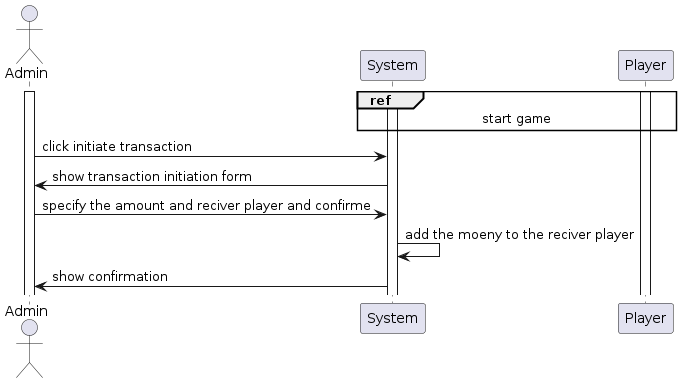 Admin
System
Player
ref
start game
click initiate transaction
show transaction initiation form
specify the amount and reciver player and confirme
add the moeny to the reciver player
show confirmation
Admin
System
Player